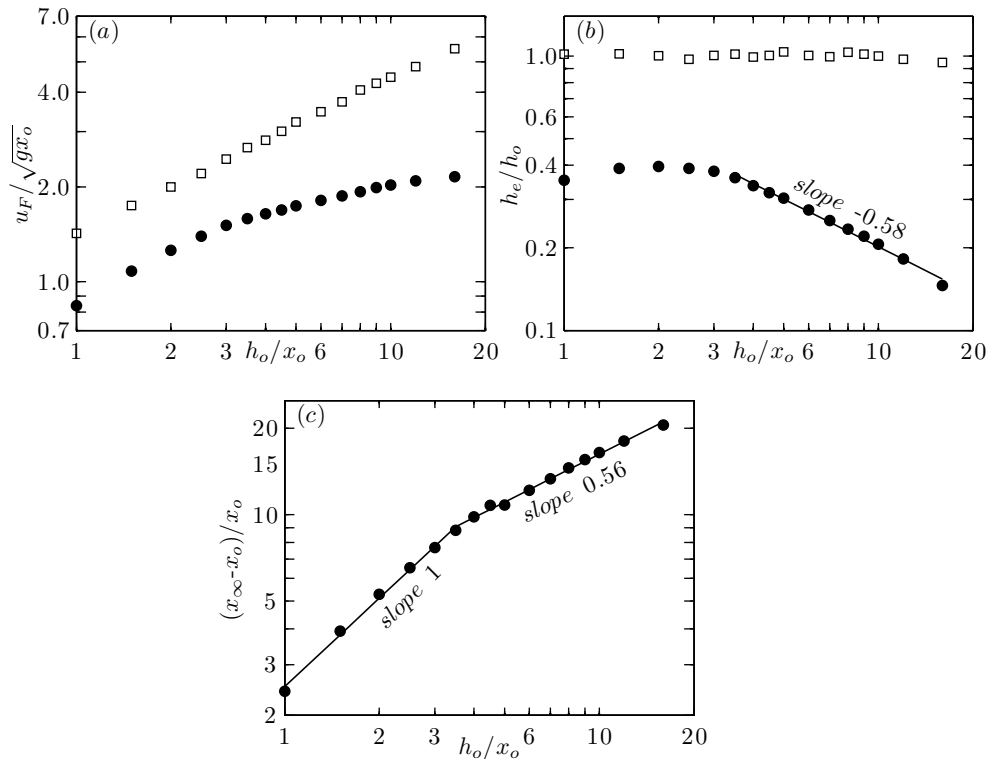 (a)
7.0
4.0
2.0
1.0
0.7
u_F/√gx_o
1 2 3 h_o/x_o 6 10 20
(b)
1.0
0.6
0.4
0.2
0.1
h_e/h_o
slope -0.58
1 2 3 h_o/x_o 6 10 20
(c)
20
15
10
5
3
2
(x_∞-x_o)/x_o
slope 1
slope 0.56
1 2 3 6 10 20
h_o/x_o